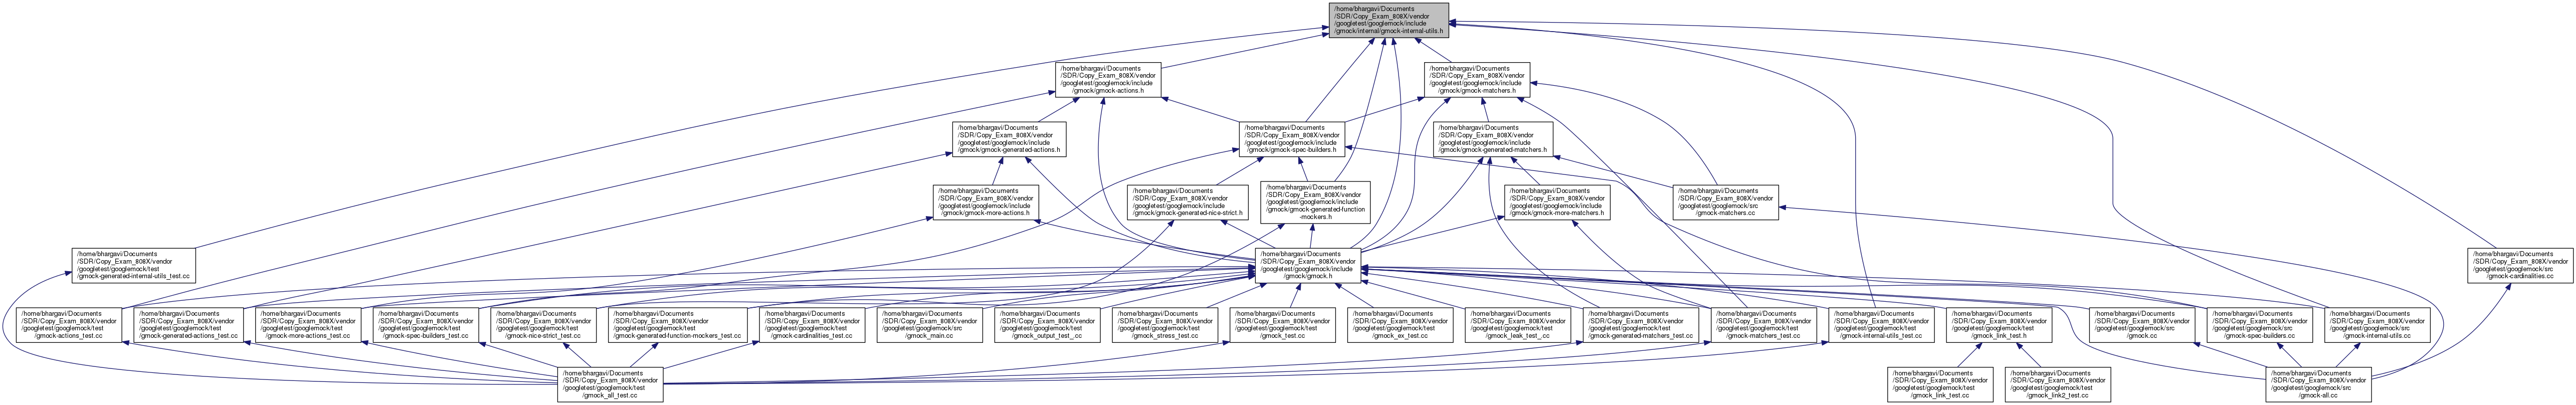 /home/bhargavi/Documents
/SDR/Copy_Exam_808X/vendor
/googletest/googlemock/include
/gmock/internal/gmock-internal-utils.h
/home/bhargavi/Documents
/SDR/Copy_Exam_808X/vendor
/googletest/googlemock/include
/gmock/gmock-actions.h
/home/bhargavi/Documents
/SDR/Copy_Exam_808X/vendor
/googletest/googlemock/include
/gmock/gmock-matchers.h
/home/bhargavi/Documents
/SDR/Copy_Exam_808X/vendor
/googletest/googlemock/include
/gmock/gmock-generated-actions.h
/home/bhargavi/Documents
/SDR/Copy_Exam_808X/vendor
/googletest/googlemock/include
/gmock/gmock-spec-builders.h
/home/bhargavi/Documents
/SDR/Copy_Exam_808X/vendor
/googletest/googlemock/include
/gmock/gmock-generated-matchers.h
/home/bhargavi/Documents
/SDR/Copy_Exam_808X/vendor
/googletest/googlemock/include
/gmock/gmock-more-actions.h
/home/bhargavi/Documents
/SDR/Copy_Exam_808X/vendor
/googletest/googlemock/include
/gmock/gmock-generated-nice-strict.h
/home/bhargavi/Documents
/SDR/Copy_Exam_808X/vendor
/googletest/googlemock/include
/gmock/gmock-generated-function
-mockers.h
/home/bhargavi/Documents
/SDR/Copy_Exam_808X/vendor
/googletest/googlemock/include
/gmock/gmock-more-matchers.h
/home/bhargavi/Documents
/SDR/Copy_Exam_808X/vendor
/googletest/googlemock/src
/gmock-matchers.cc
/home/bhargavi/Documents
/SDR/Copy_Exam_808X/vendor
/googletest/googlemock/test
/gmock-generated-internal-utils_test.cc
/home/bhargavi/Documents
/SDR/Copy_Exam_808X/vendor
/googletest/googlemock/include
/gmock/gmock.h
/home/bhargavi/Documents
/SDR/Copy_Exam_808X/vendor
/googletest/googlemock/src
/gmock-cardinalities.cc
/home/bhargavi/Documents
/SDR/Copy_Exam_808X/vendor
/googletest/googlemock/test
/gmock-actions_test.cc
/home/bhargavi/Documents
/SDR/Copy_Exam_808X/vendor
/googletest/googlemock/test
/gmock-generated-actions_test.cc
/home/bhargavi/Documents
/SDR/Copy_Exam_808X/vendor
/googletest/googlemock/test
/gmock-more-actions_test.cc
/home/bhargavi/Documents
/SDR/Copy_Exam_808X/vendor
/googletest/googlemock/test
/gmock-spec-builders_test.cc
/home/bhargavi/Documents
/SDR/Copy_Exam_808X/vendor
/googletest/googlemock/test
/gmock-nice-strict_test.cc
/home/bhargavi/Documents
/SDR/Copy_Exam_808X/vendor
/googletest/googlemock/test
/gmock-generated-function-mockers_test.cc
/home/bhargavi/Documents
/SDR/Copy_Exam_808X/vendor
/googletest/googlemock/test
/gmock-cardinalities_test.cc
/home/bhargavi/Documents
/SDR/Copy_Exam_808X/vendor
/googletest/googlemock/src
/gmock_main.cc
/home/bhargavi/Documents
/SDR/Copy_Exam_808X/vendor
/googletest/googlemock/test
/gmock_output_test_.cc
/home/bhargavi/Documents
/SDR/Copy_Exam_808X/vendor
/googletest/googlemock/test
/gmock_stress_test.cc
/home/bhargavi/Documents
/SDR/Copy_Exam_808X/vendor
/googletest/googlemock/test
/gmock_test.cc
/home/bhargavi/Documents
/SDR/Copy_Exam_808X/vendor
/googletest/googlemock/test
/gmock_ex_test.cc
/home/bhargavi/Documents
/SDR/Copy_Exam_808X/vendor
/googletest/googlemock/test
/gmock_leak_test_.cc
/home/bhargavi/Documents
/SDR/Copy_Exam_808X/vendor
/googletest/googlemock/test
/gmock-generated-matchers_test.cc
/home/bhargavi/Documents
/SDR/Copy_Exam_808X/vendor
/googletest/googlemock/test
/gmock-matchers_test.cc
/home/bhargavi/Documents
/SDR/Copy_Exam_808X/vendor
/googletest/googlemock/test
/gmock-internal-utils_test.cc
/home/bhargavi/Documents
/SDR/Copy_Exam_808X/vendor
/googletest/googlemock/test
/gmock_link_test.h
/home/bhargavi/Documents
/SDR/Copy_Exam_808X/vendor
/googletest/googlemock/src
/gmock.cc
/home/bhargavi/Documents
/SDR/Copy_Exam_808X/vendor
/googletest/googlemock/src
/gmock-spec-builders.cc
/home/bhargavi/Documents
/SDR/Copy_Exam_808X/vendor
/googletest/googlemock/src
/gmock-internal-utils.cc
/home/bhargavi/Documents
/SDR/Copy_Exam_808X/vendor
/googletest/googlemock/test
/gmock_all_test.cc
/home/bhargavi/Documents
/SDR/Copy_Exam_808X/vendor
/googletest/googlemock/test
/gmock_link_test.cc
/home/bhargavi/Documents
/SDR/Copy_Exam_808X/vendor
/googletest/googlemock/test
/gmock_link2_test.cc
/home/bhargavi/Documents
/SDR/Copy_Exam_808X/vendor
/googletest/googlemock/src
/gmock-all.cc